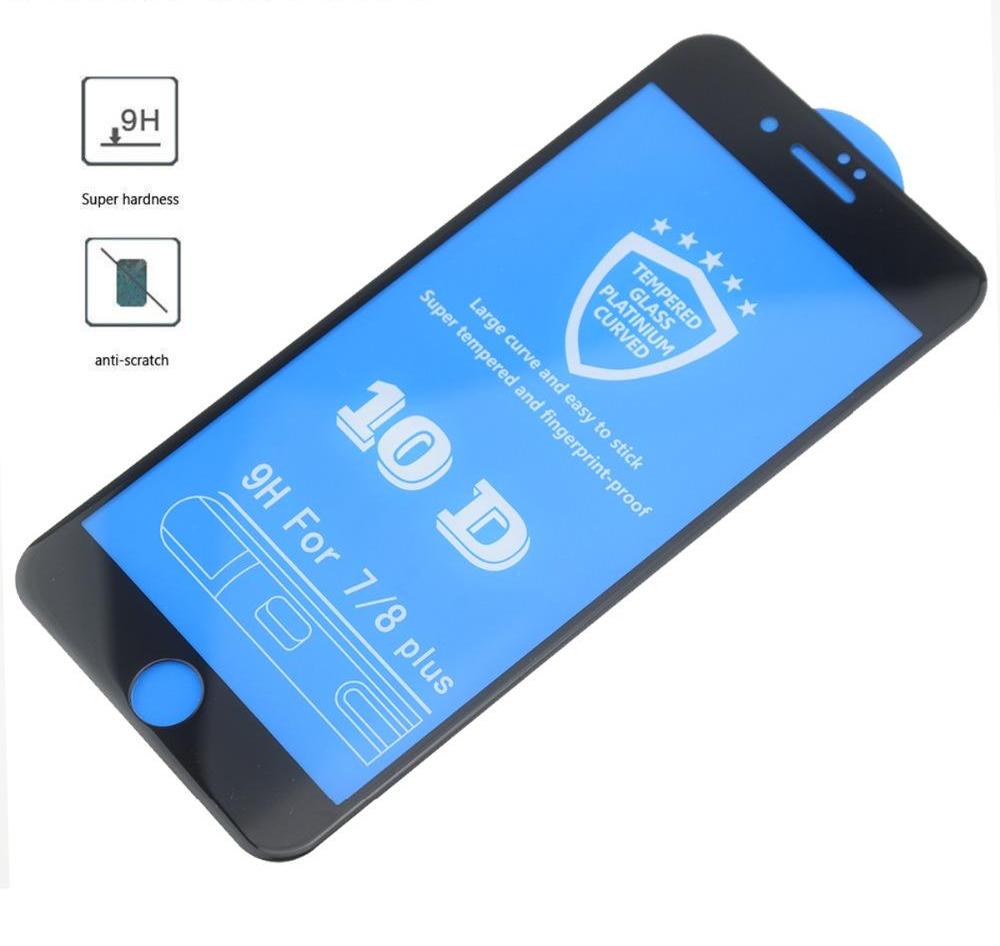 9H
Super hardness
anti-scratch
TEMPERED
GLASS
PLATINIUM
CURVED
Large curve and easy to stick
Super tempered and fingerprint-proof
10 D
9H For 7/8 plus